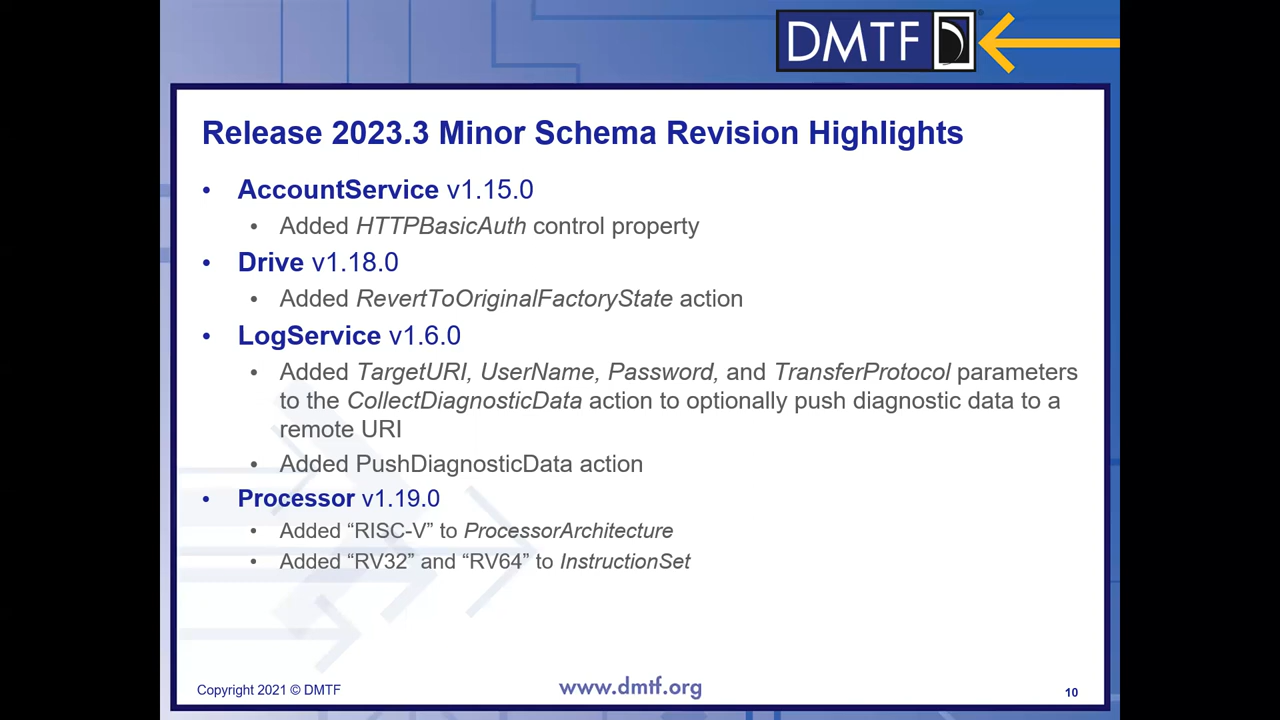 DMTF
Release 2023.3 Minor Schema Revision Highlights
• AccountService v1.15.0
• Added HTTPBasicAuth control property
• Drive v1.18.0
• Added RevertToOriginalFactoryState action
• LogService v1.6.0
• Added TargetURI, UserName, Password, and TransferProtocol parameters
to the CollectDiagnosticData action to optionally push diagnostic data to a
remote URI
• Added PushDiagnosticData action
• Processor v1.19.0
• Added “RISC-V” to ProcessorArchitecture
• Added “RV32” and “RV64” to InstructionSet
Copyright 2021 © DMTF
www.dmtf.org
10